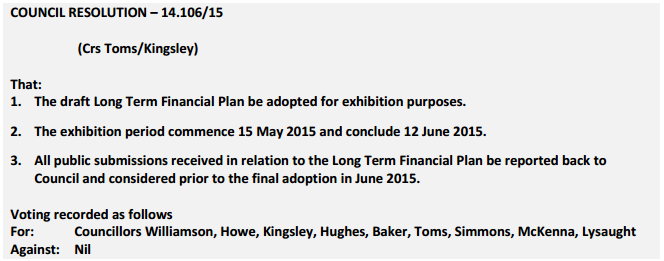 COUNCIL RESOLUTION – 14.106/15
(Crs Toms/Kingsley)
That:
1. The draft Long Term Financial Plan be adopted for exhibition purposes.
2. The exhibition period commence 15 May 2015 and conclude 12 June 2015.
3. All public submissions received in relation to the Long Term Financial Plan be reported back to
Council and considered prior to the final adoption in June 2015.
Voting recorded as follows
For: Councillors Williamson, Howe, Kingsley, Hughes, Baker, Toms, Simmons, McKenna, Lysaught
Against: Nil